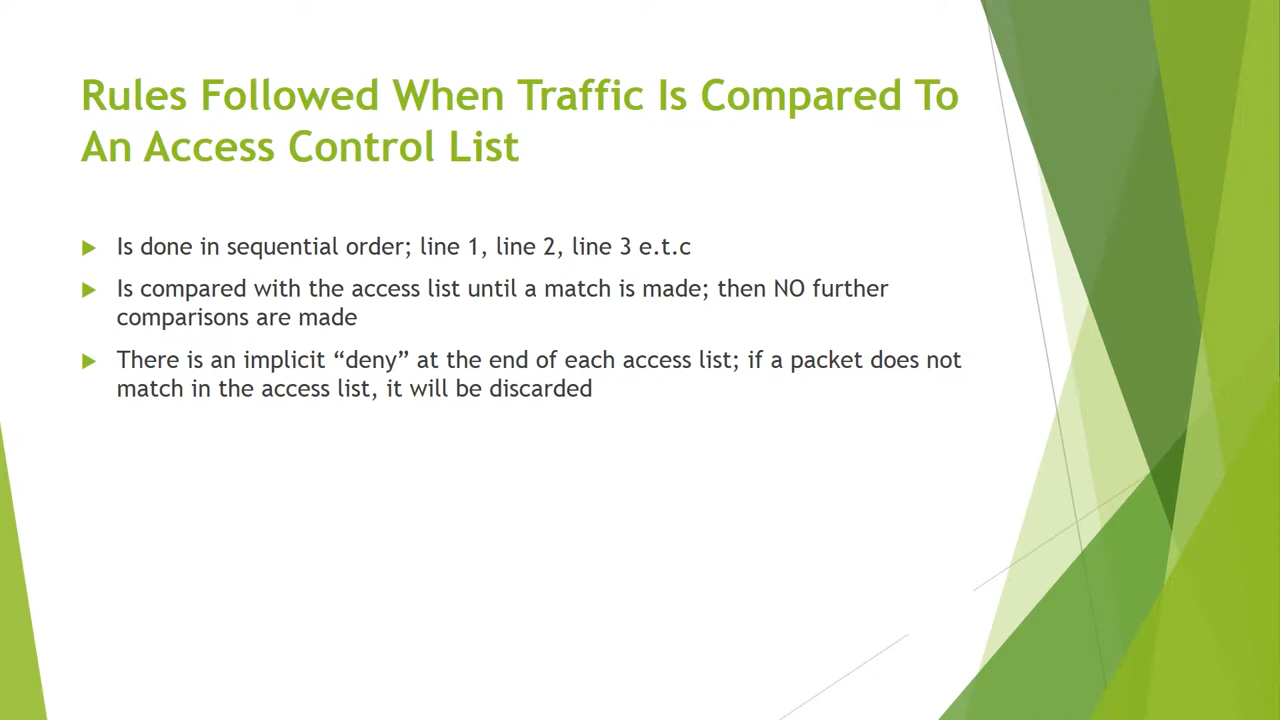 Rules Followed When Traffic Is Compared To
An Access Control List
Is done in sequential order; line 1, line 2, line 3 e.t.c
Is compared with the access list until a match is made; then NO further
comparisons are made
There is an implicit “deny” at the end of each access list; if a packet does not
match in the access list, it will be discarded